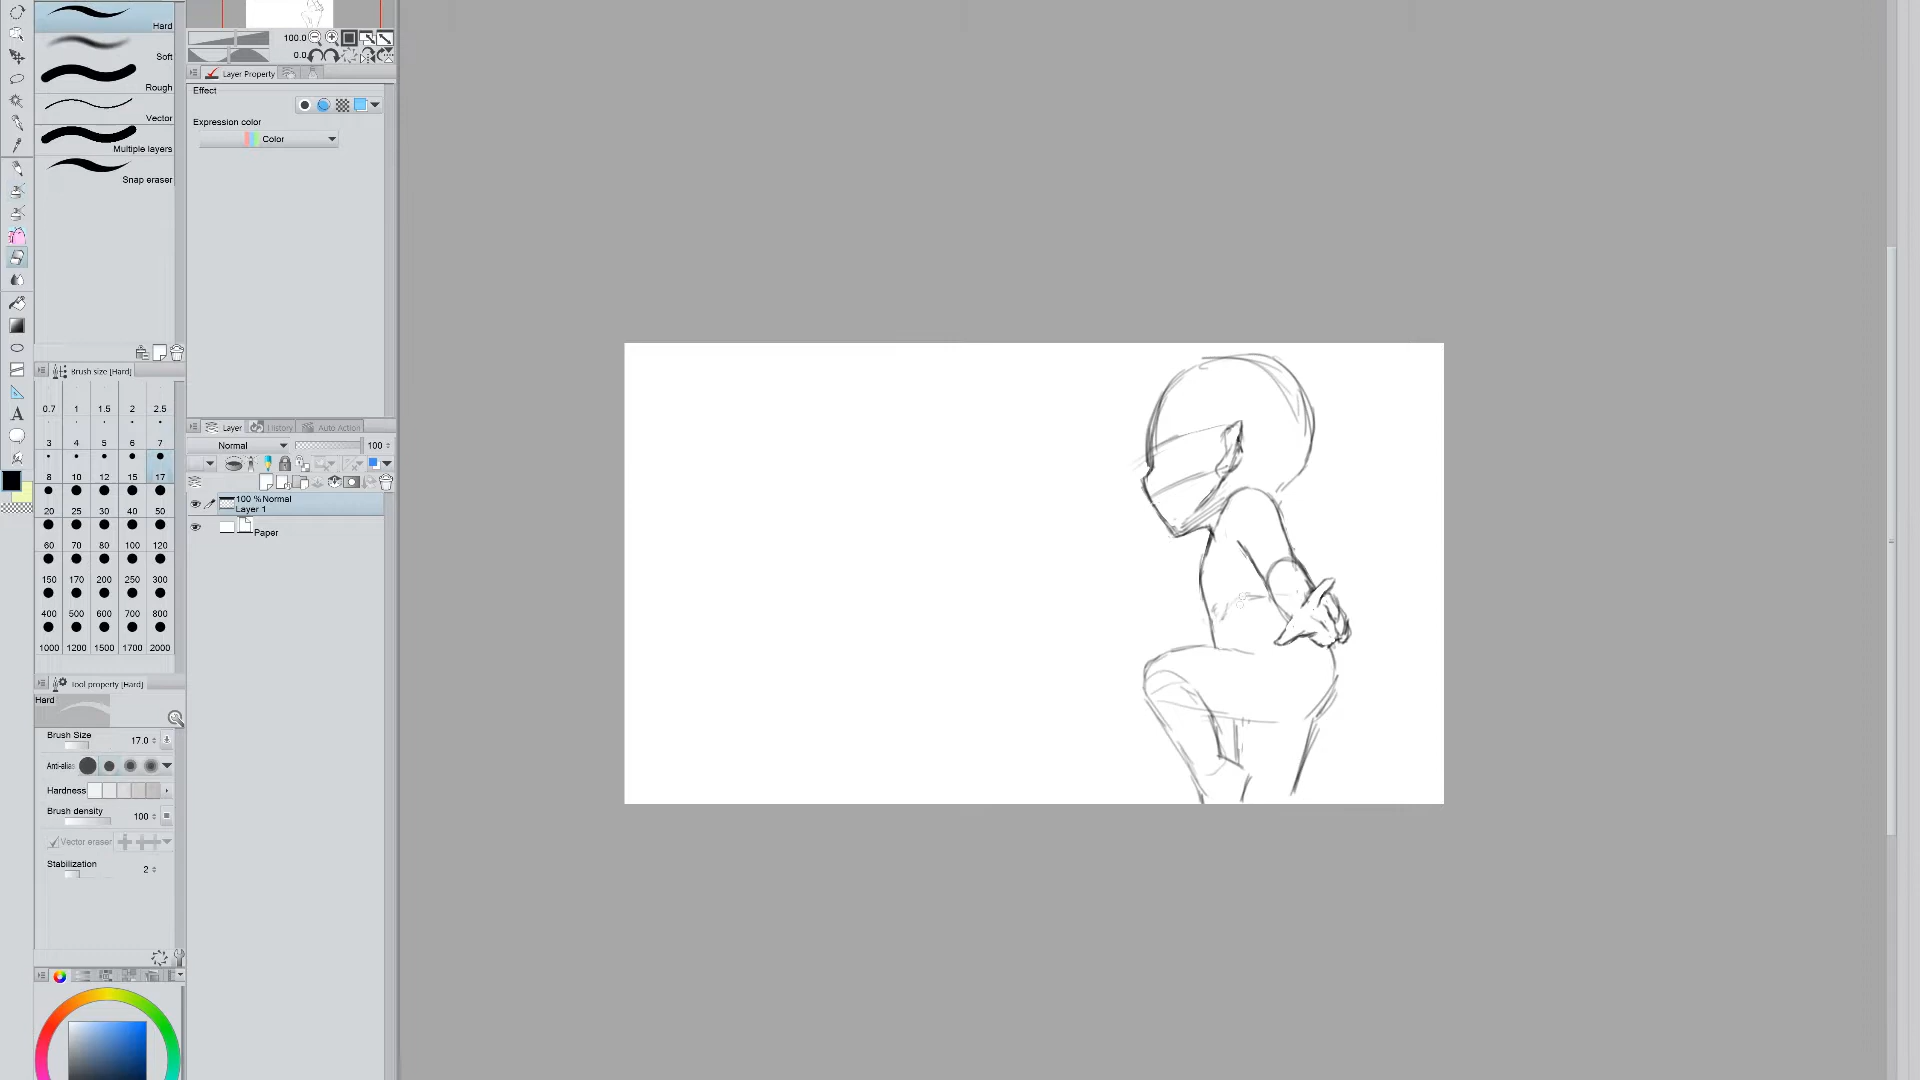 Hard
Soft
Rough
Vector
Multiple layers
Snap eraser
Brush size [Hard]
0.7 1 1.5 2 2.5
3 4 5 6 7
8 10 12 15 17
20 25 30 40 50
60 70 80 100 120
150 170 200 250 300
400 500 600 700 800
1000 1200 1500 1700 2000
Tool property [Hard]
Hard
Brush Size 17.0
Anti-alias
Hardness
Brush density 100
Vector eraser
Stabilization 2
100.0
0.0
Layer Property
Effect
Expression color
Color
Layer History Auto Action
Normal 100
100 % Normal
Layer 1
Paper
A